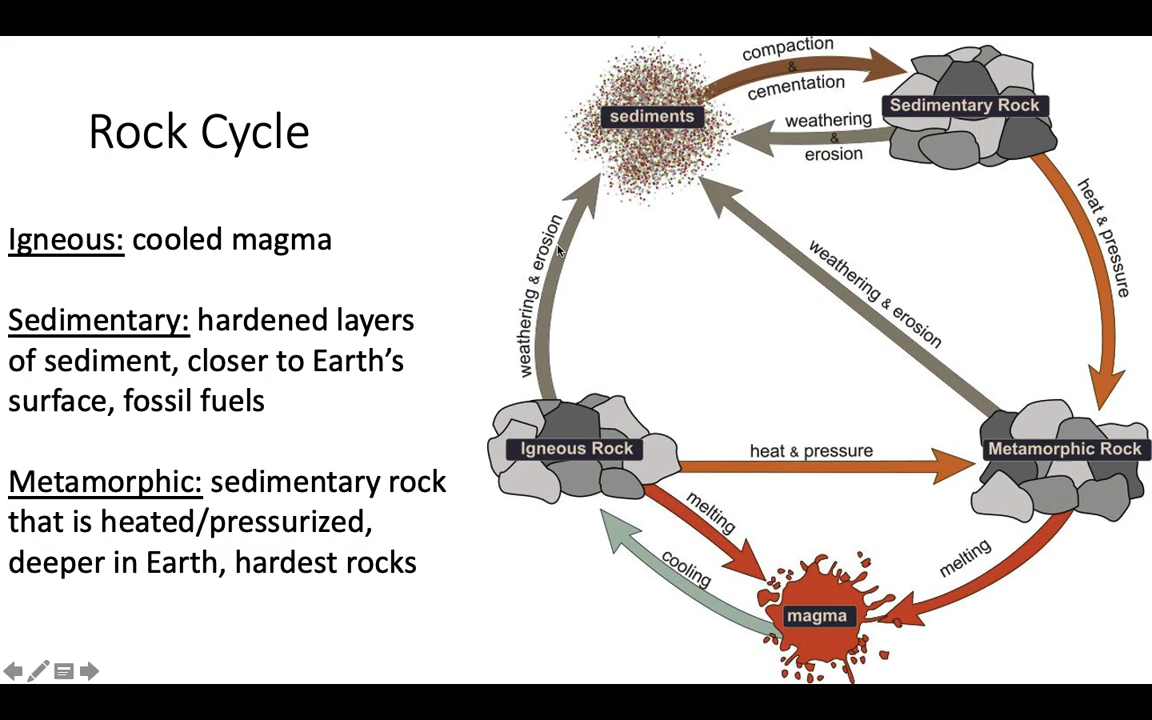 Rock Cycle
Igneous: cooled magma
Sedimentary: hardened layers
of sediment, closer to Earth's
surface, fossil fuels
Metamorphic: sedimentary rock
that is heated/pressurized,
deeper in Earth, hardest rocks
compaction
&
cementation
sediments
Sedimentary Rock
weathering
&
erosion
heat & pressure
weathering & erosion
weathering & erosion
Igneous Rock
heat & pressure
Metamorphic Rock
melting
cooling
melting
magma